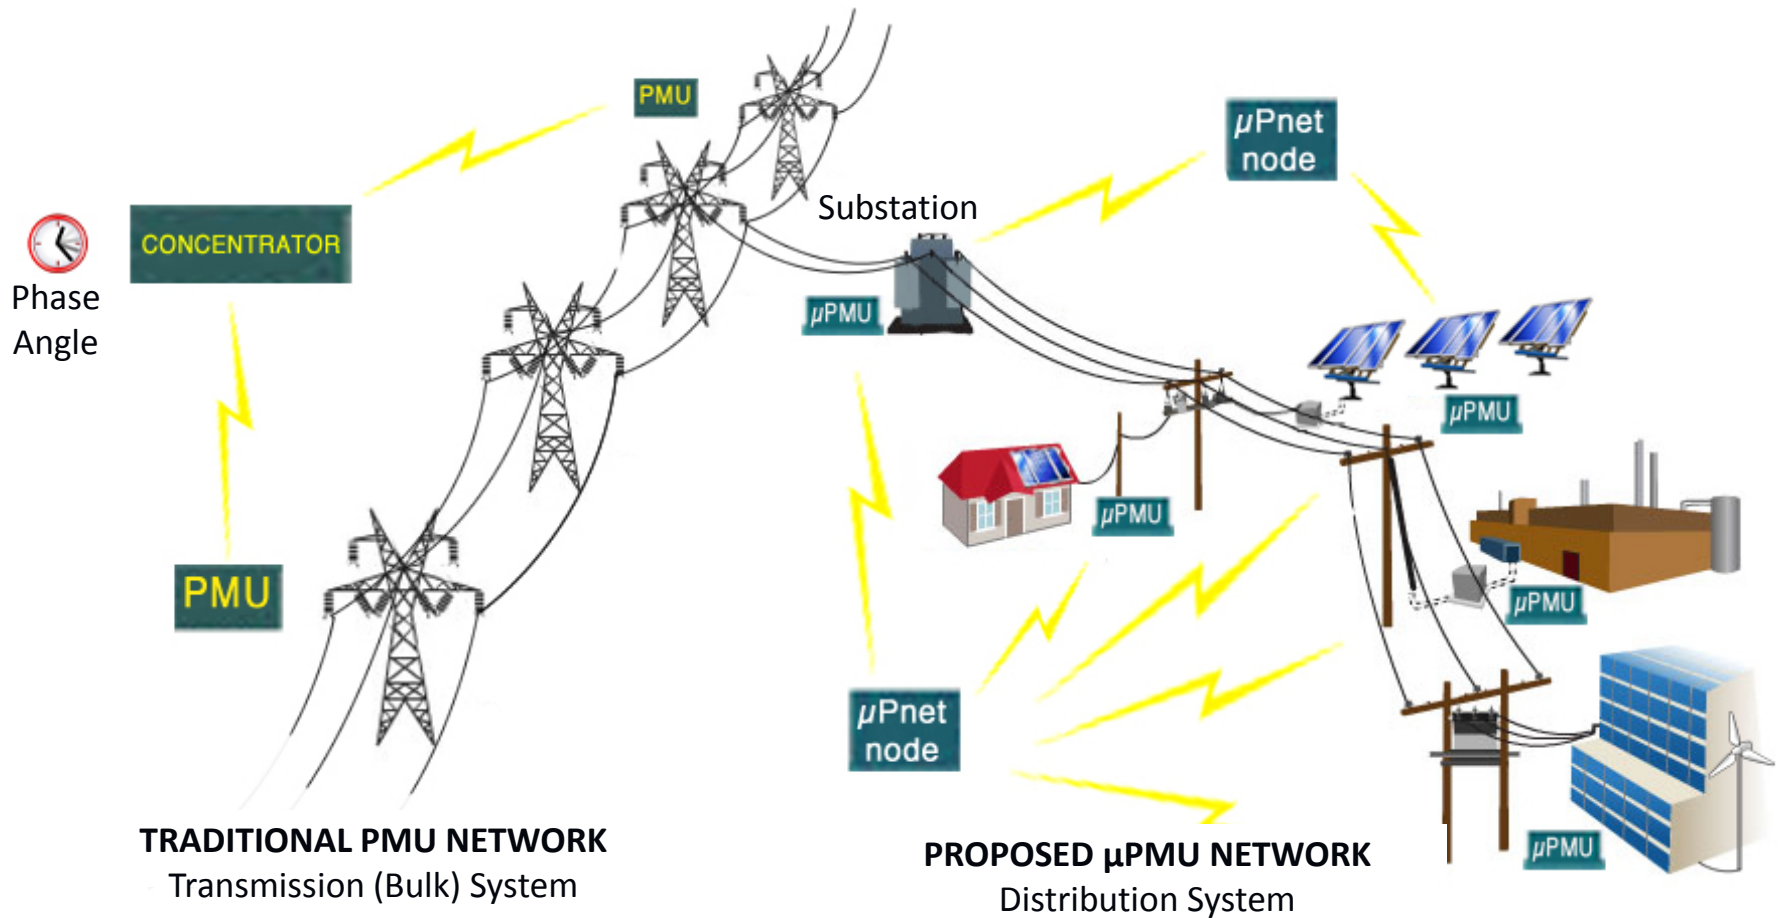 PMU
µPnet
node
Substation
CONCENTRATOR
Phase
Angle
µPMU
µPMU
µPMU
PMU
µPMU
µPnet
node
µPMU
TRADITIONAL PMU NETWORK
Transmission (Bulk) System
PROPOSED µPMU NETWORK
Distribution System